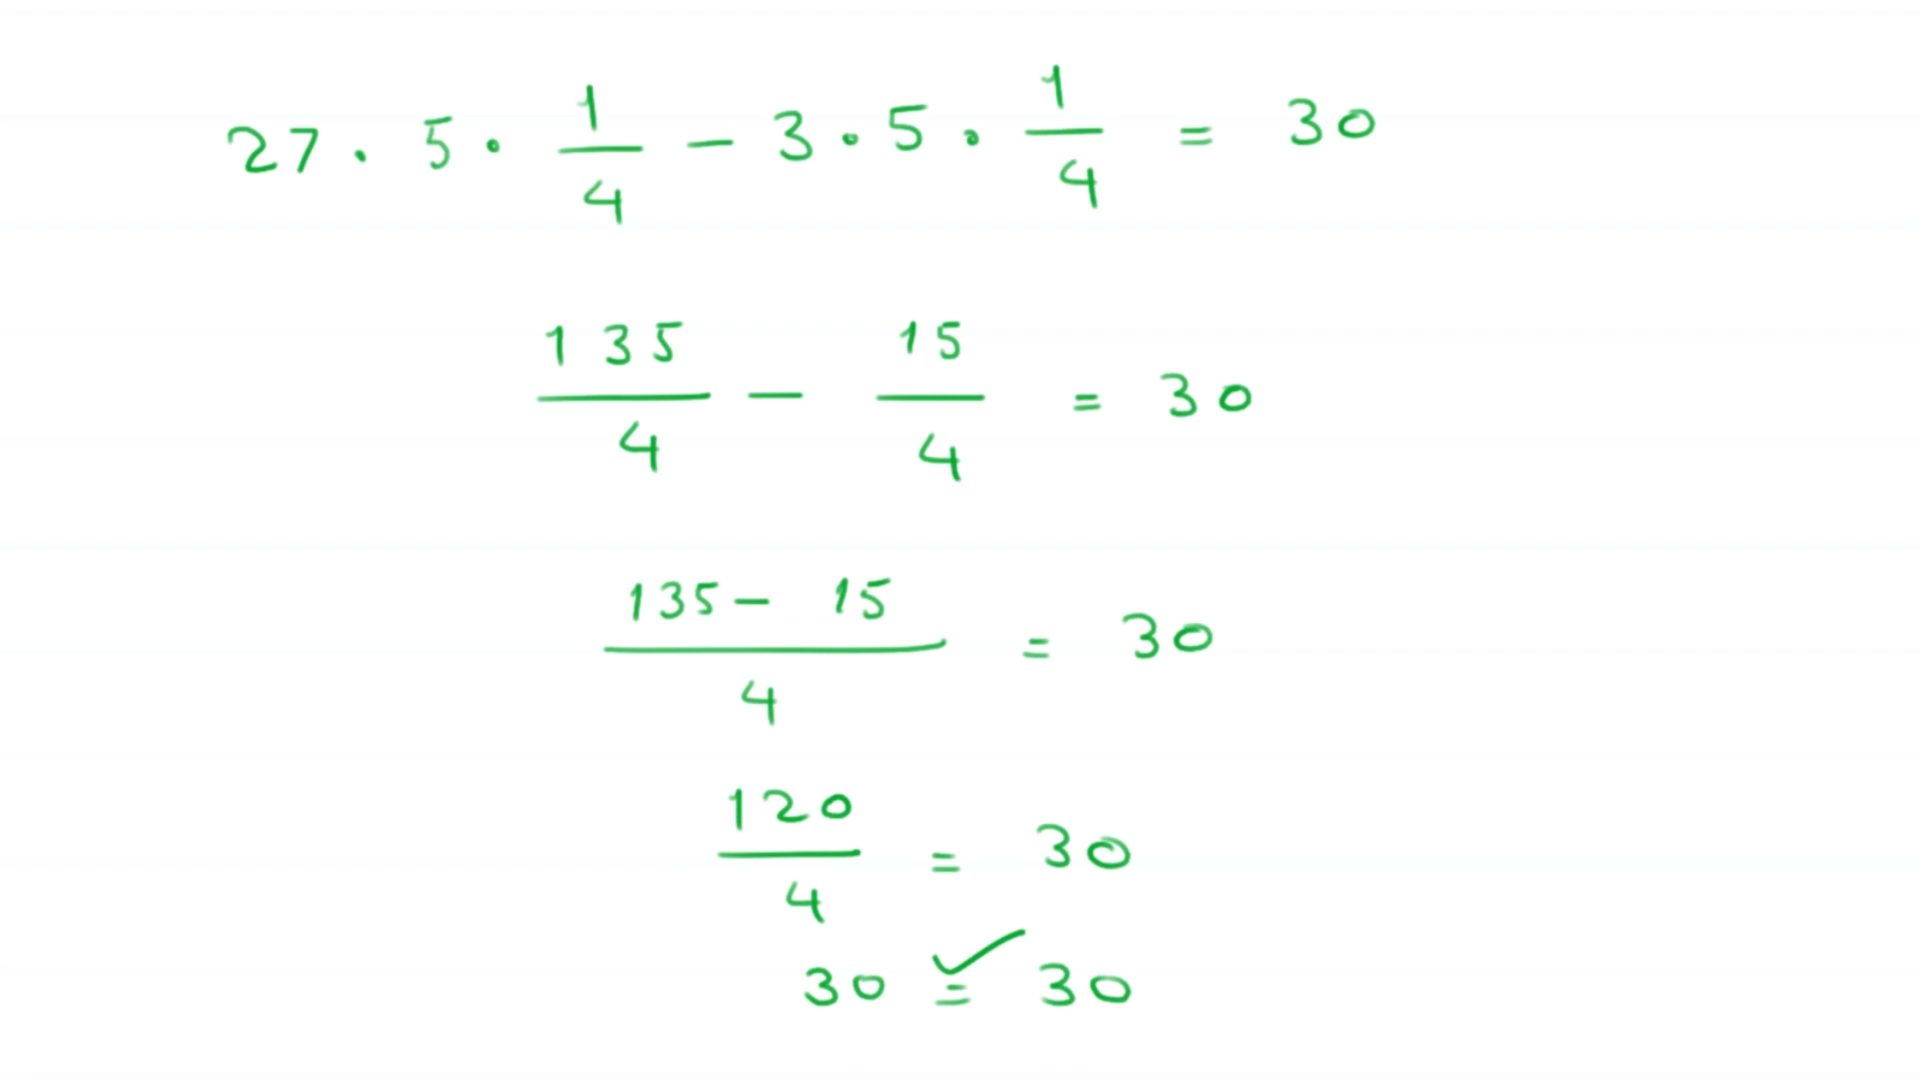 27 · 5 · 1/4 - 3 · 5 · 1/4 = 30
135/4 - 15/4 = 30
(135 - 15)/4 = 30
120/4 = 30
30 = 30 ✓